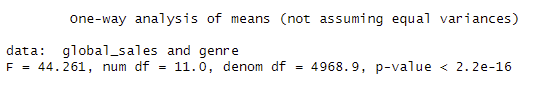 One-way analysis of means (not assuming equal variances)
data: global_sales and genre
F = 44.261, num df = 11.0, denom df = 4968.9, p-value < 2.2e-16